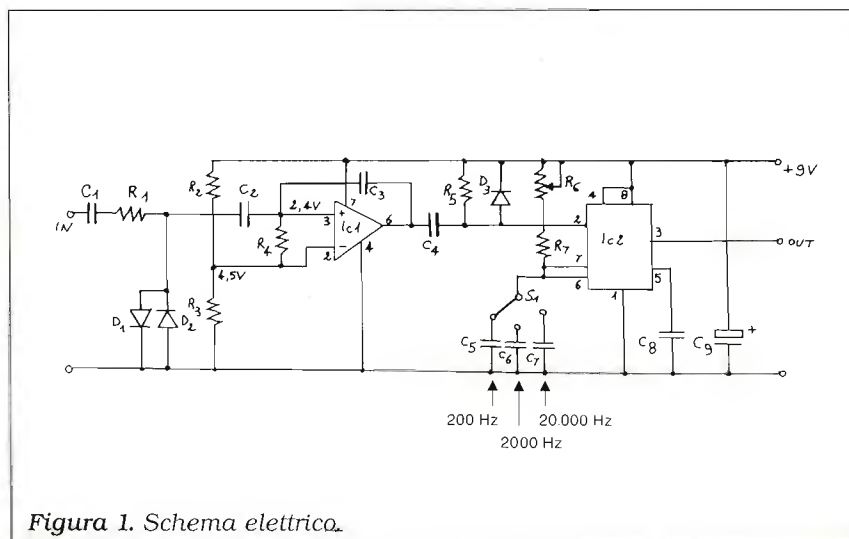 C1
R1
IN
R2
C2
2,4V
3
R4
2
4,5V
R3
D1
D2
C3
7
+
Ic1
-
6
4
C4
R5
D3
R6
R7
2
7
6
4
8
Ic2
3
5
1
S1
C5
C6
C7
C8
C9
+
+9V
OUT
200 Hz
2000 Hz
20.000 Hz
Figura 1. Schema elettrico.